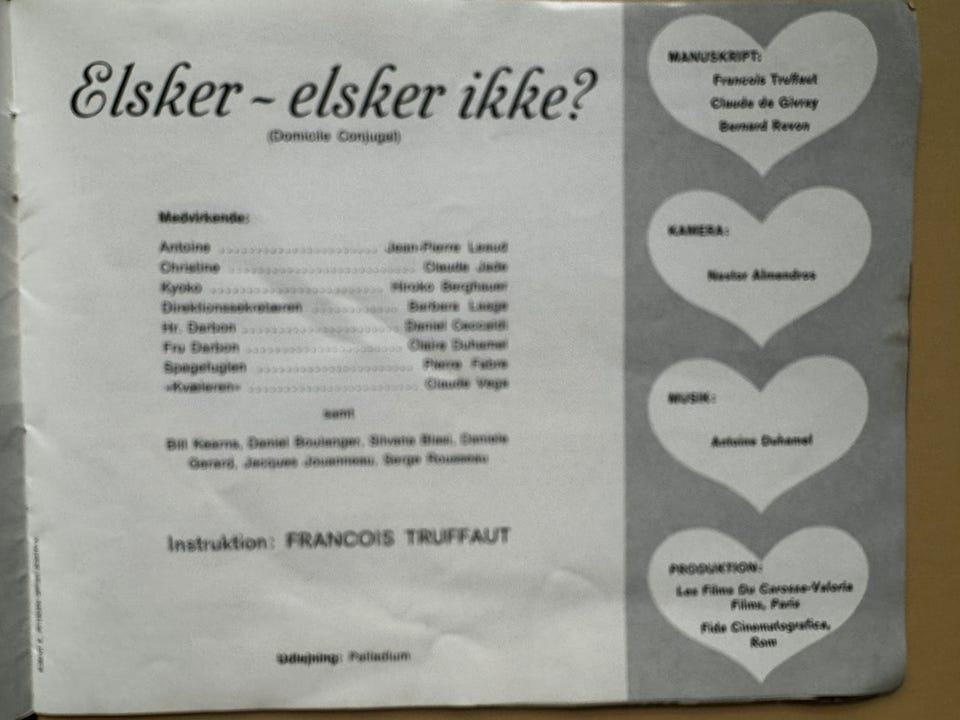 Elsker - elsker ikke?
(Domicile Conjugal)
Medvirkende:
Antoine .......................... Jean-Pierre Leaud
Christine .............................. Claude Jade
Kyoko ............................ Hiroko Berghauer
Direktionssekretæren ............. Barbara Laage
Hr. Darbon .......................... Daniel Ceccaldi
Fru Darbon ......................... Claire Duhamel
Spøgefuglen ......................... Pierre Fabre
»Kvæleren« ........................ Claude Vega
samt
Bill Kearns, Daniel Boulanger, Silvana Blasi, Daniele
Gerard, Jacques Jouanneau, Serge Rousseau
Instruktion: FRANCOIS TRUFFAUT
Udlejning: Palladium
MANUSKRIPT:
Francois Truffaut
Claude de Givray
Bernard Revon
KAMERA:
Nestor Almendros
MUSIK:
Antoine Duhamel
PRODUKTION:
Les Films Du Carosse-Valoria
Films, Paris
Fida Cinematografica,
Rom